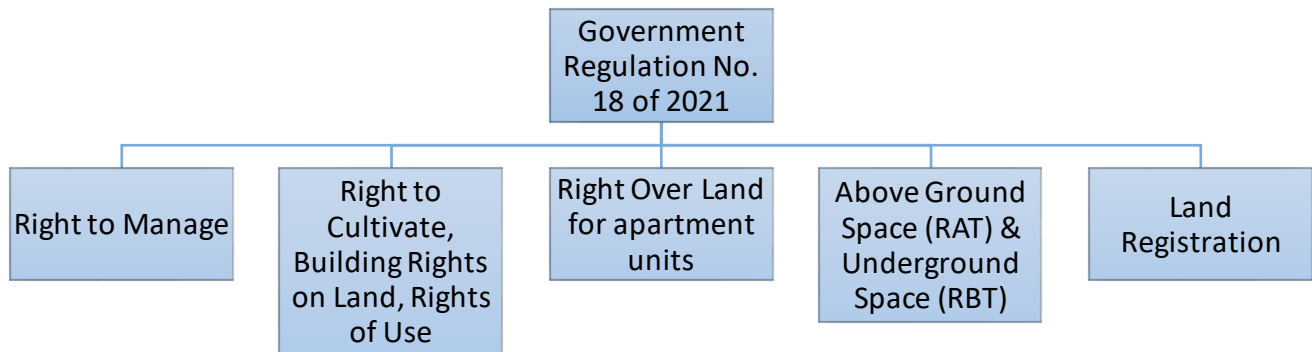 Government
Regulation No.
18 of 2021
Right to Manage
Right to
Cultivate,
Building Rights
on Land, Rights
of Use
Right Over Land
for apartment
units
Above Ground
Space (RAT) &
Underground
Space (RBT)
Land
Registration